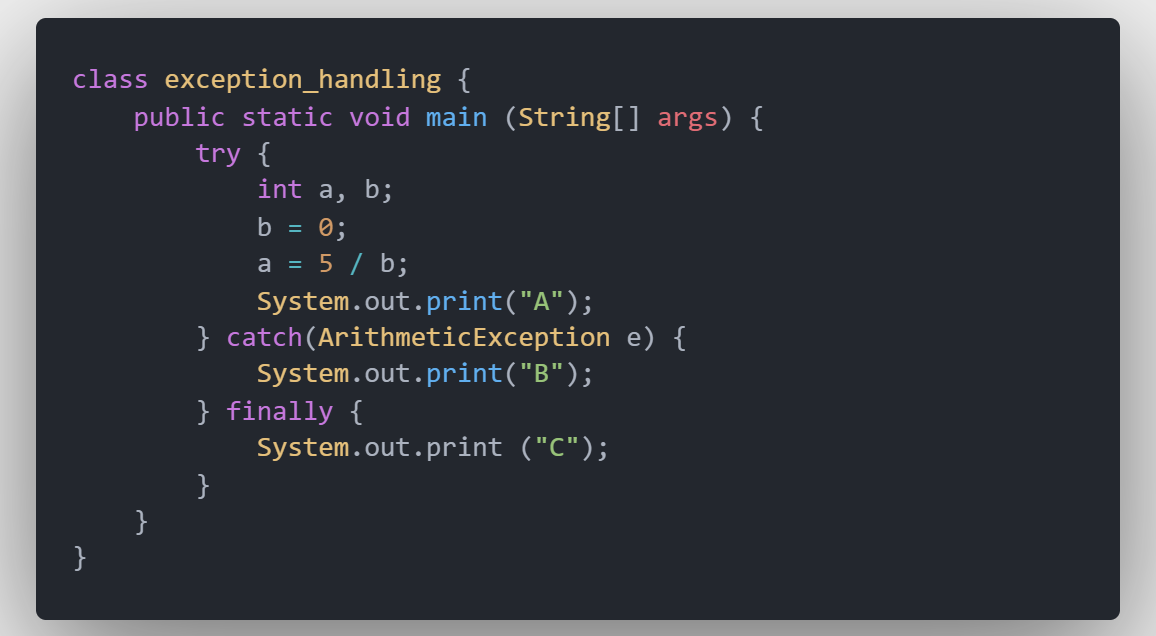 class exception_handling {
    public static void main (String[] args) {
        try {
            int a, b;
            b = 0;
            a = 5 / b;
            System.out.print("A");
        } catch(ArithmeticException e) {
            System.out.print("B");
        } finally {
            System.out.print ("C");
        }
    }
}